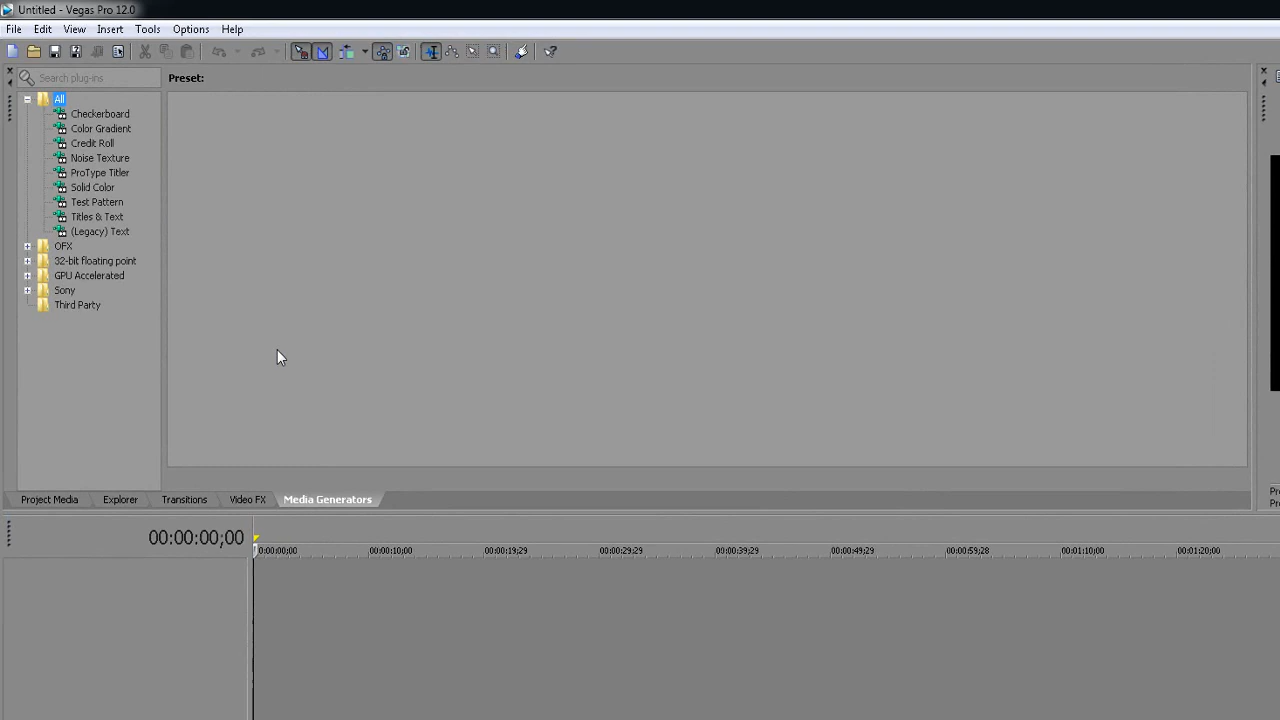 Untitled - Vegas Pro 12.0
File Edit View Insert Tools Options Help
Search plug-ins
Preset:
All
Checkerboard
Color Gradient
Credit Roll
Noise Texture
ProType Titler
Solid Color
Test Pattern
Titles & Text
(Legacy) Text
OFX
32-bit floating point
GPU Accelerated
Sony
Third Party
Project Media Explorer Transitions Video FX Media Generators
Pr
Pr
00:00:00;00
0:00:00;00 00:00:10;00 00:00:19;29 00:00:29;29 00:00:39;29 00:00:49;29 00:00:59;28 00:01:10;00 00:01:20;00